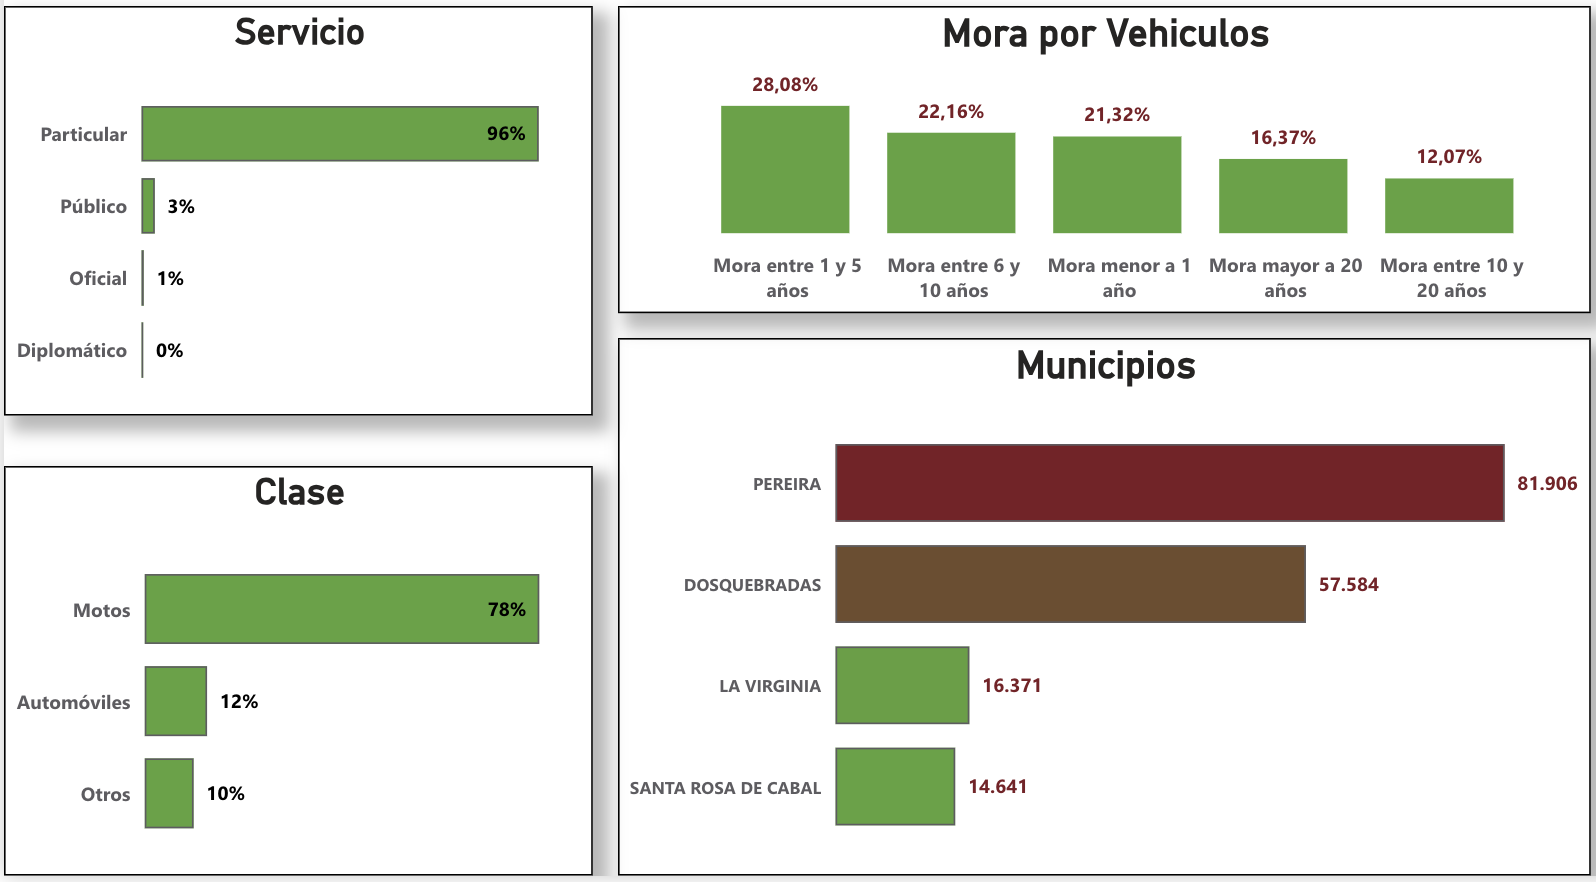 Servicio
Particular 96%
Público 3%
Oficial 1%
Diplomático 0%
Mora por Vehiculos
28,08% 22,16% 21,32% 16,37% 12,07%
Mora entre 1 y 5 Mora entre 6 y Mora menor a 1 Mora mayor a 20 Mora entre 10 y
años 10 años año años 20 años
Clase
Motos 78%
Automóviles 12%
Otros 10%
Municipios
PEREIRA 81.906
DOSQUEBRADAS 57.584
LA VIRGINIA 16.371
SANTA ROSA DE CABAL 14.641